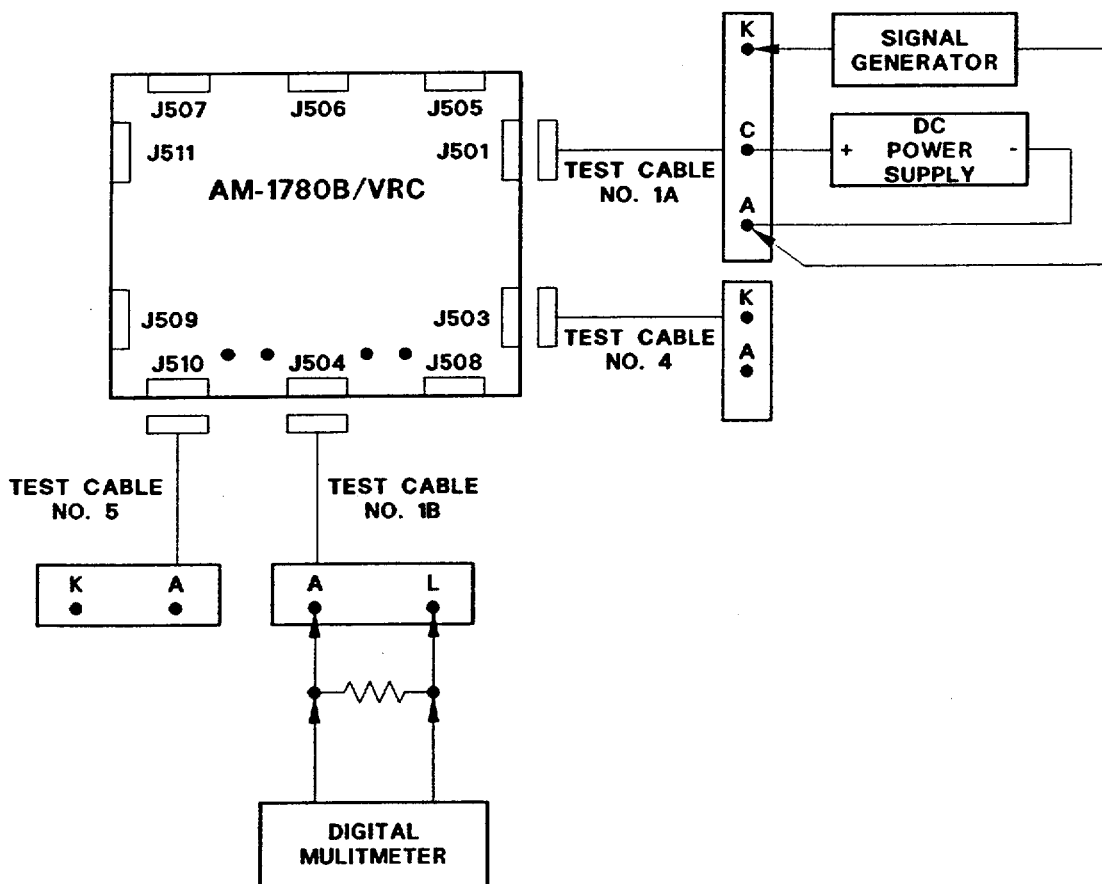 K
SIGNAL
GENERATOR
J507
J506
J505
J511
J501
C
+
DC
POWER
SUPPLY
-
TEST CABLE
NO. 1A
AM-1780B/VRC
A
J509
J503
K
TEST CABLE
NO. 4
A
J510
J504
J508
TEST CABLE
NO. 5
TEST CABLE
NO. 1B
K
A
A
L
DIGITAL
MULITMETER